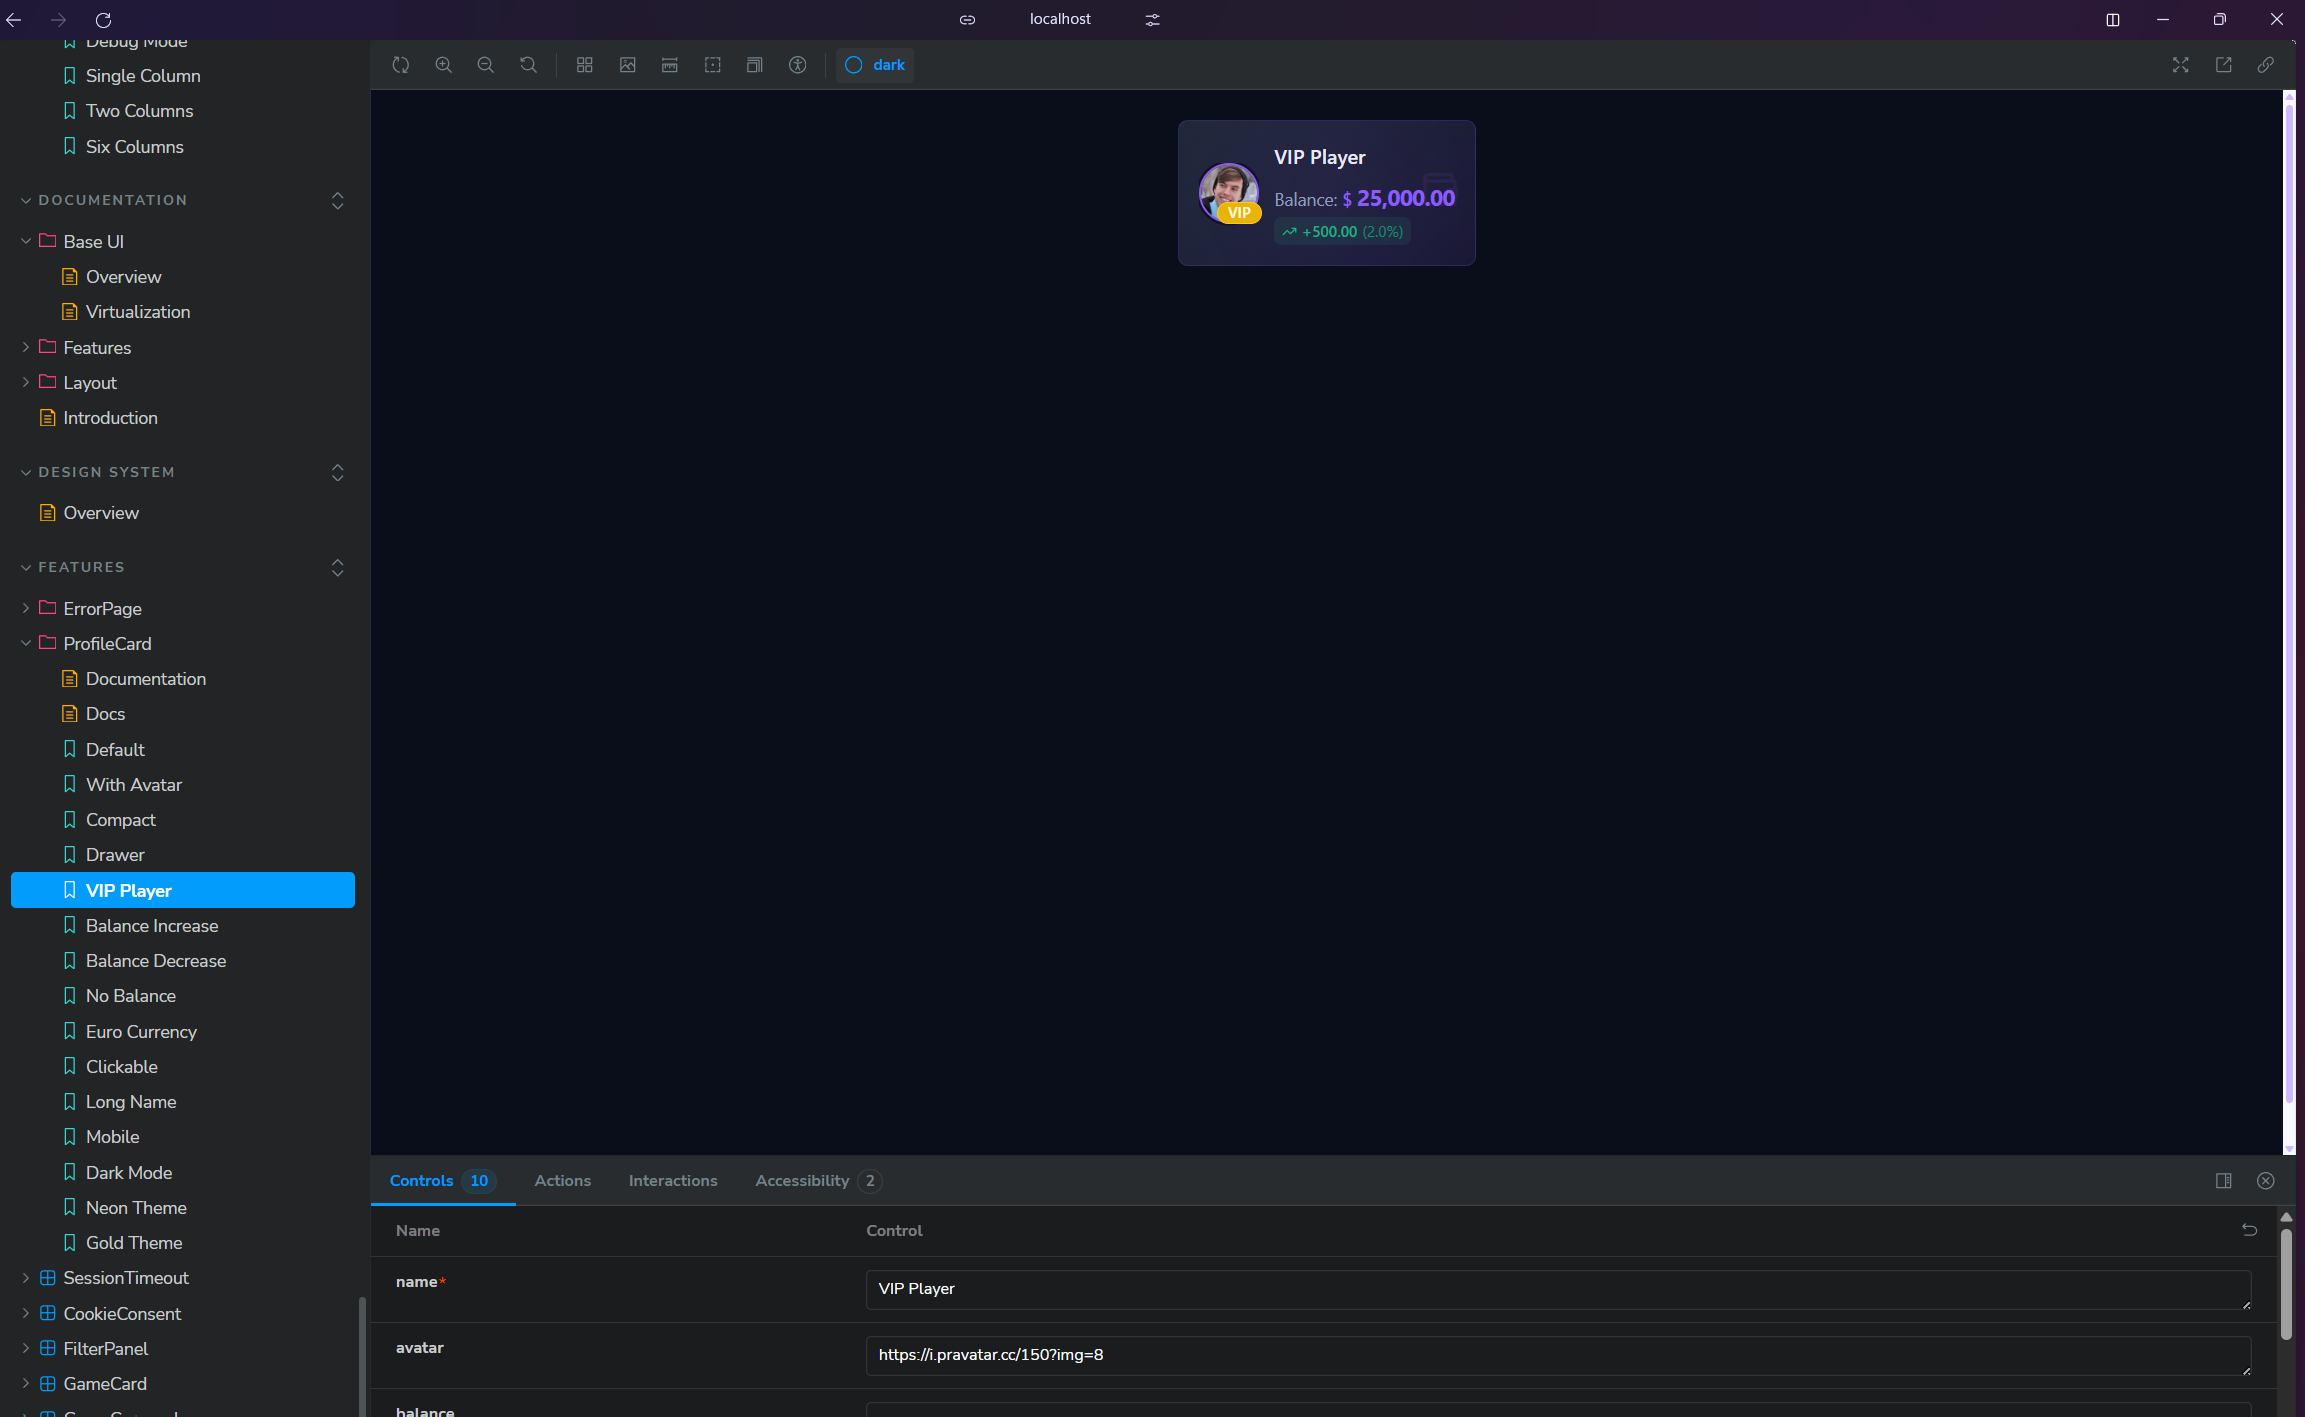 localhost
Debug Mode
Single Column
Two Columns
Six Columns
DOCUMENTATION
Base UI
Overview
Virtualization
Features
Layout
Introduction
DESIGN SYSTEM
Overview
FEATURES
ErrorPage
ProfileCard
Documentation
Docs
Default
With Avatar
Compact
Drawer
VIP Player
Balance Increase
Balance Decrease
No Balance
Euro Currency
Clickable
Long Name
Mobile
Dark Mode
Neon Theme
Gold Theme
SessionTimeout
CookieConsent
FilterPanel
GameCard
dark
VIP Player
VIP
Balance: $ 25,000.00
+500.00 (2.0%)
Controls 10 Actions Interactions Accessibility 2
Name Control
name* VIP Player
avatar https://i.pravatar.cc/150?img=8
balance